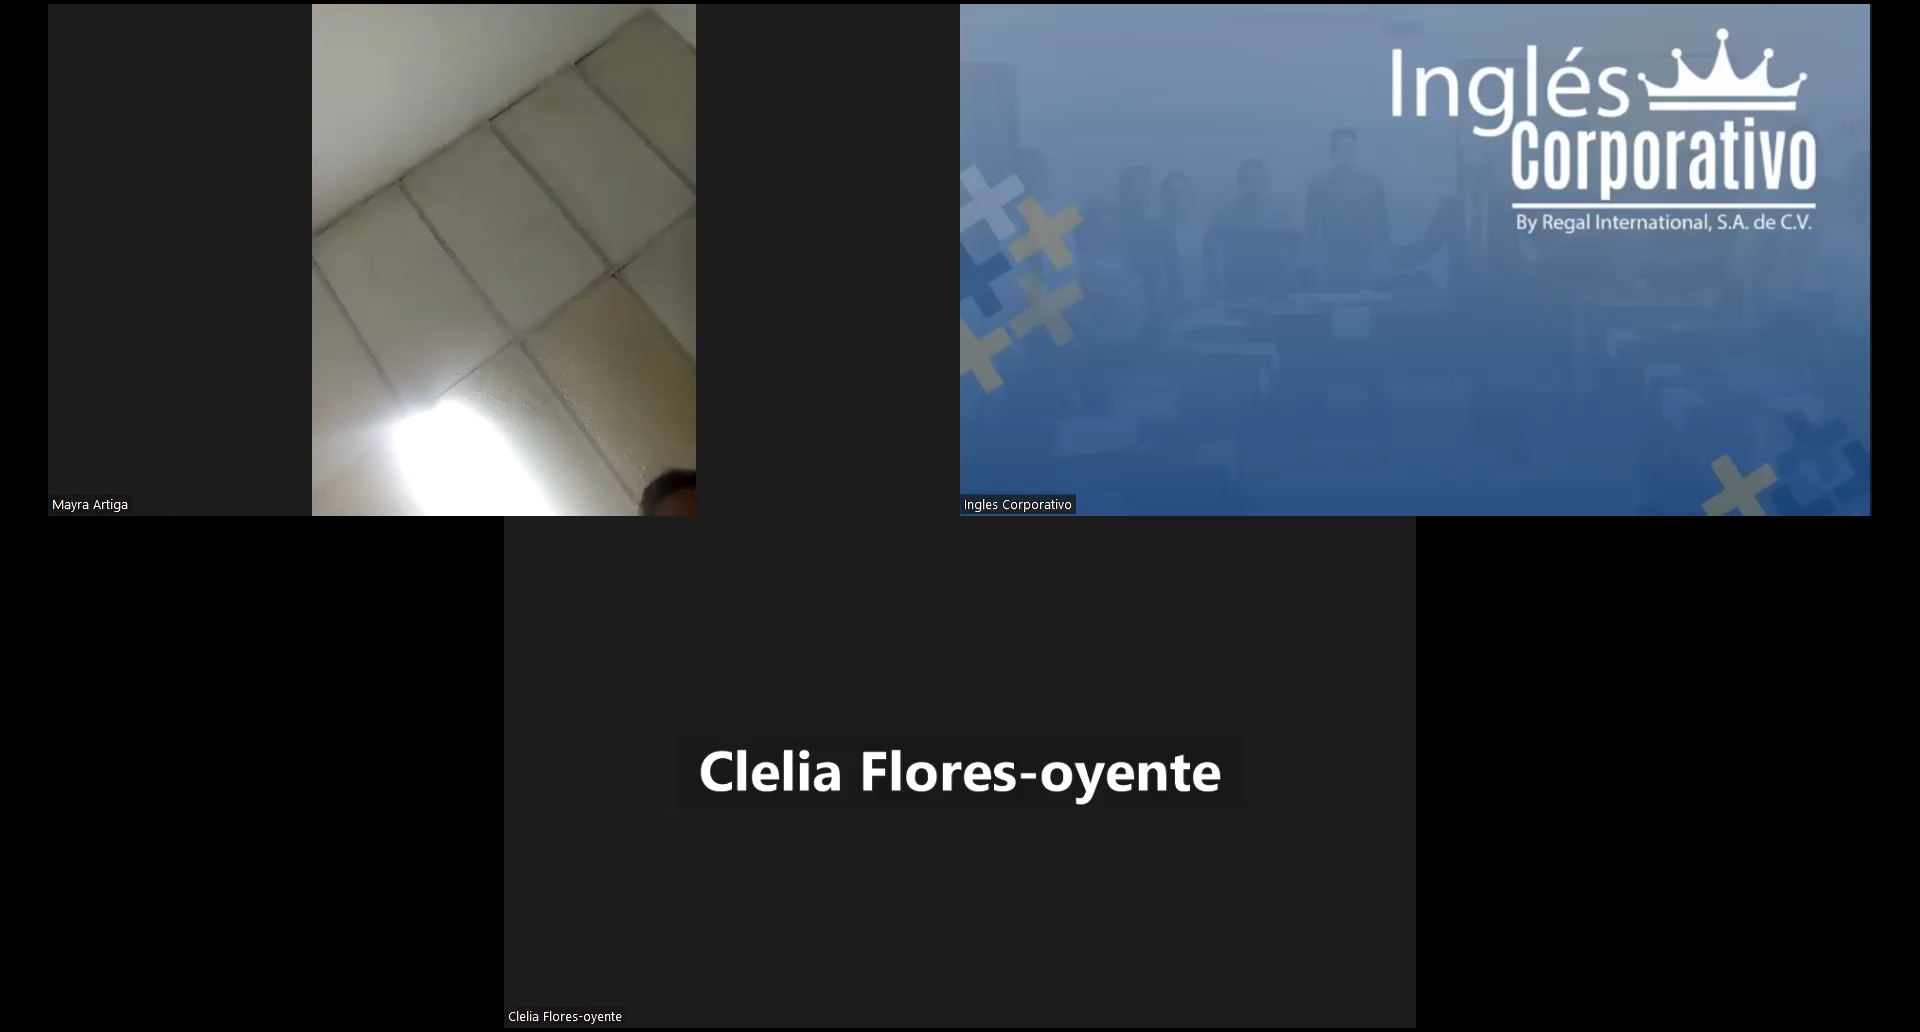 Inglés
Corporativo
By Regal International, S.A. de C.V.
Mayra Artiga
Ingles Corporativo
Clelia Flores-oyente
Clelia Flores-oyente